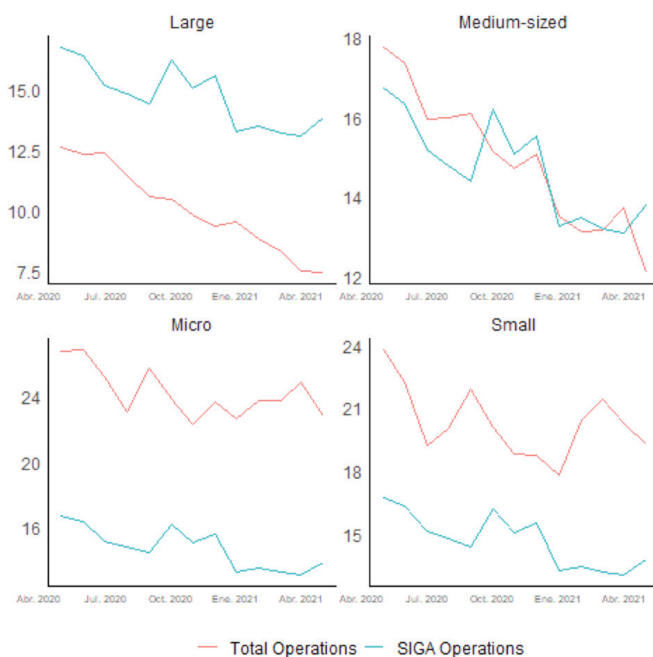 Large
Medium-sized
15.0
12.5
10.0
7.5
Abr. 2020 Jul. 2020 Oct. 2020 Ene. 2021 Abr. 2021
18
16
14
12
Abr. 2020 Jul. 2020 Oct. 2020 Ene. 2021 Abr. 2021
Micro
Small
24
20
16
Abr. 2020 Jul. 2020 Oct. 2020 Ene. 2021 Abr. 2021
24
21
18
15
Abr. 2020 Jul. 2020 Oct. 2020 Ene. 2021 Abr. 2021
Total Operations SIGA Operations